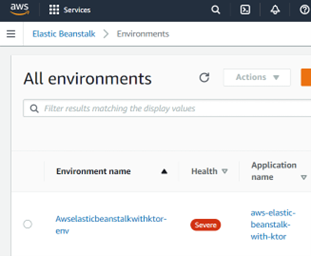 aws
Services
Elastic Beanstalk > Environments
All environments
Actions ▼
Filter results matching the display values
Environment name ▲ Health ▽ Application name ▽
Awselasticbeanstalkwithktor-
env
Severe
aws-elastic-
beanstalk-
with-ktor